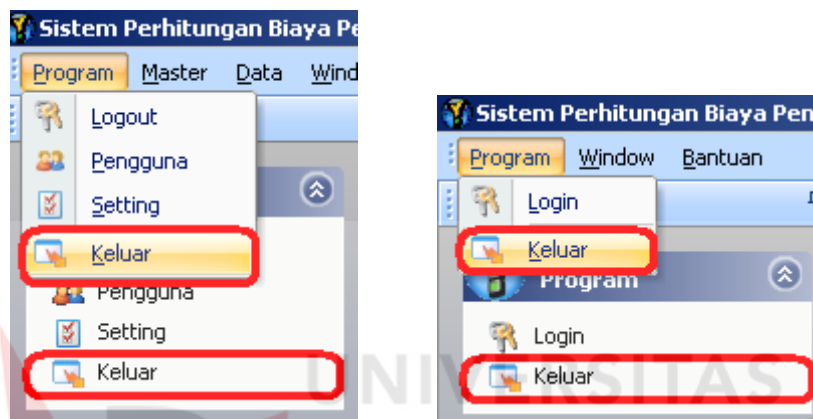 Sistem Perhitungan Biaya Pe
Program Master Data Wind
Logout
Pengguna
Setting
Keluar
Pengguna
Setting
Keluar
Sistem Perhitungan Biaya Pen
Program Window Bantuan
Login
Keluar
Program
Login
Keluar
UNIVERSITAS